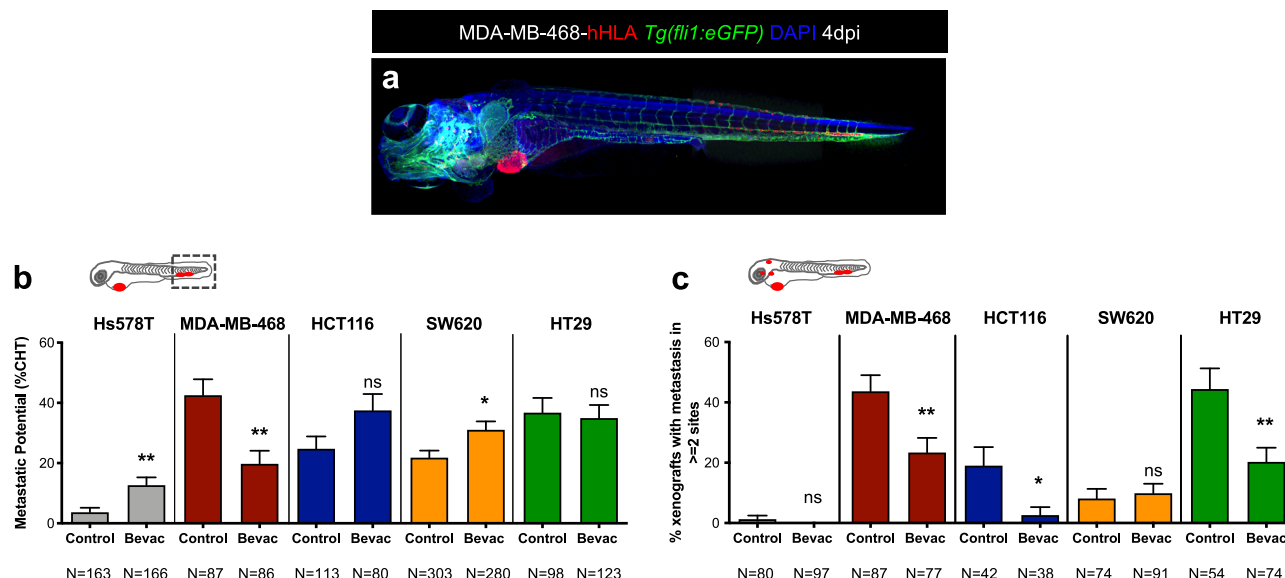 MDA-MB-468-hHLA Tg(fli1:eGFP) DAPI 4dpi
a
b
Hs578T MDA-MB-468 HCT116 SW620 HT29
Metastatic Potential (%CHT)
60
40
20
0
** ** ns * ns
Control Bevac Control Bevac Control Bevac Control Bevac Control Bevac
N=163 N=166 N=87 N=86 N=113 N=80 N=303 N=280 N=98 N=123
c
Hs578T MDA-MB-468 HCT116 SW620 HT29
% xenografts with metastasis in
>=2 sites
60
40
20
0
ns ** * ns **
Control Bevac Control Bevac Control Bevac Control Bevac Control Bevac
N=80 N=97 N=87 N=77 N=42 N=38 N=74 N=91 N=54 N=74